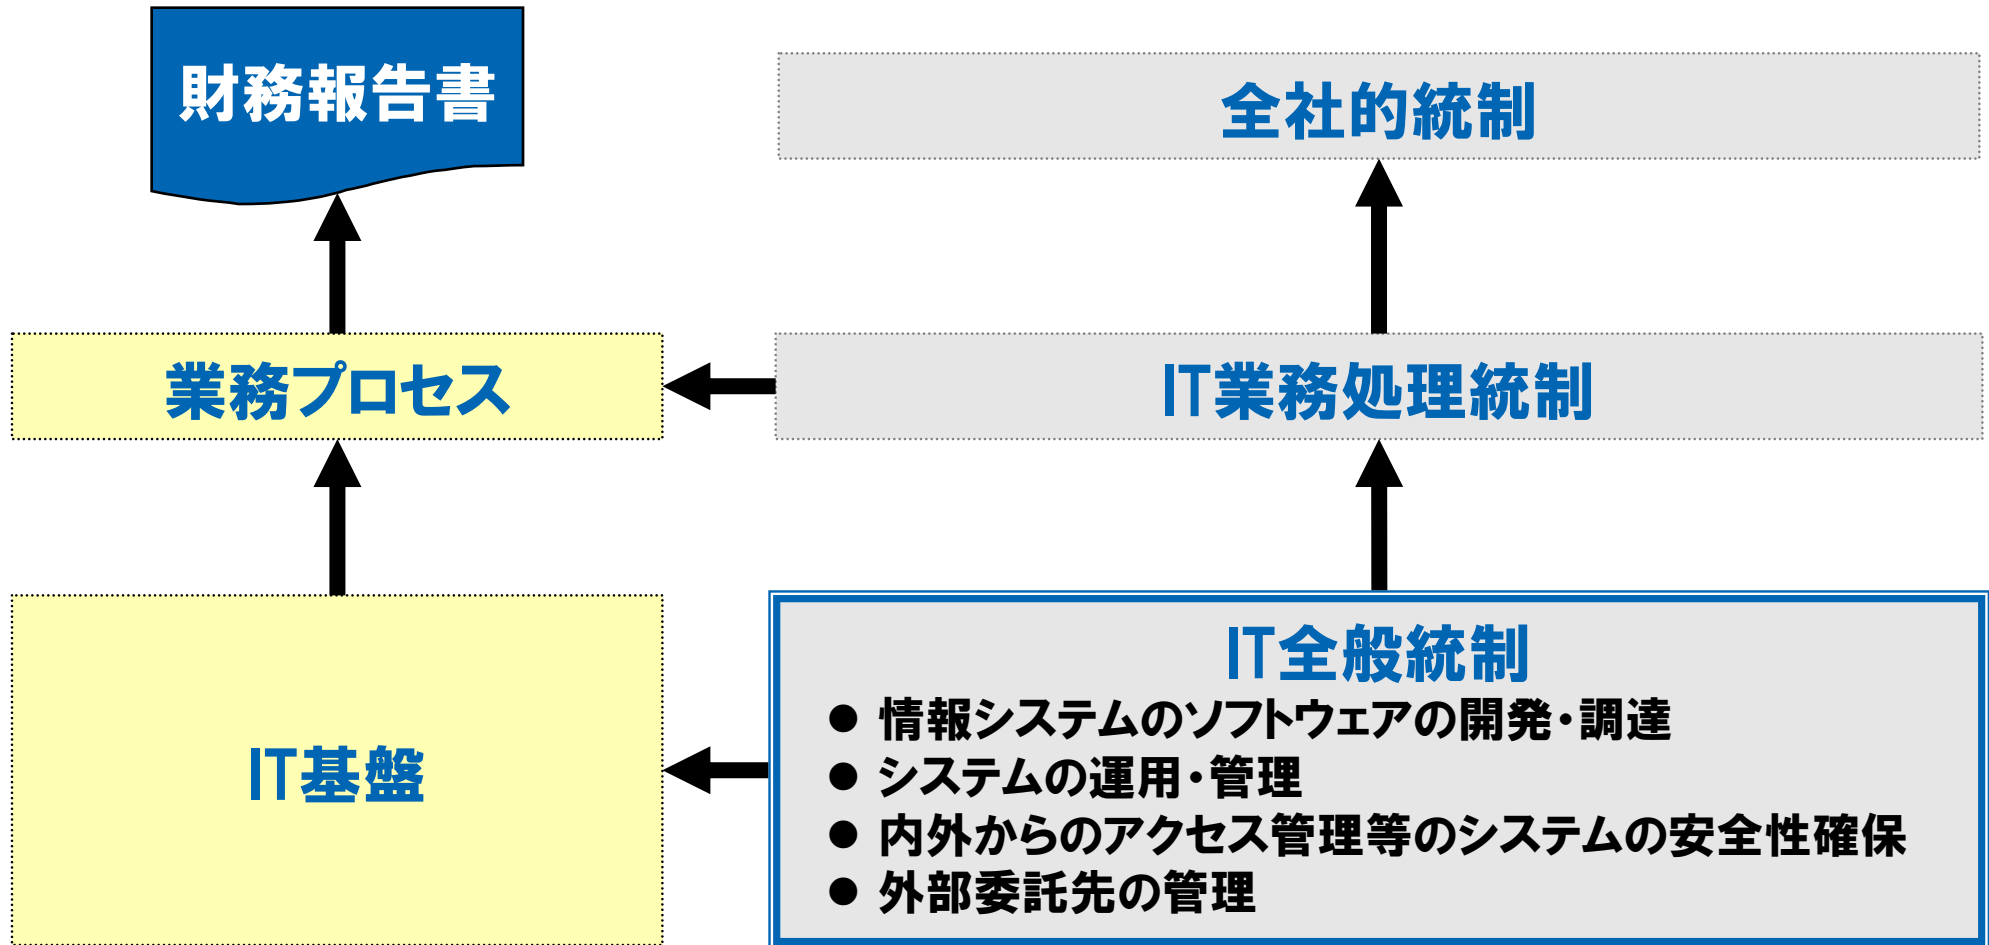 財務報告書
全社的統制
業務プロセス
IT業務処理統制
IT基盤
IT全般統制
● 情報システムのソフトウェアの開発・調達
● システムの運用・管理
● 内外からのアクセス管理等のシステムの安全性確保
● 外部委託先の管理